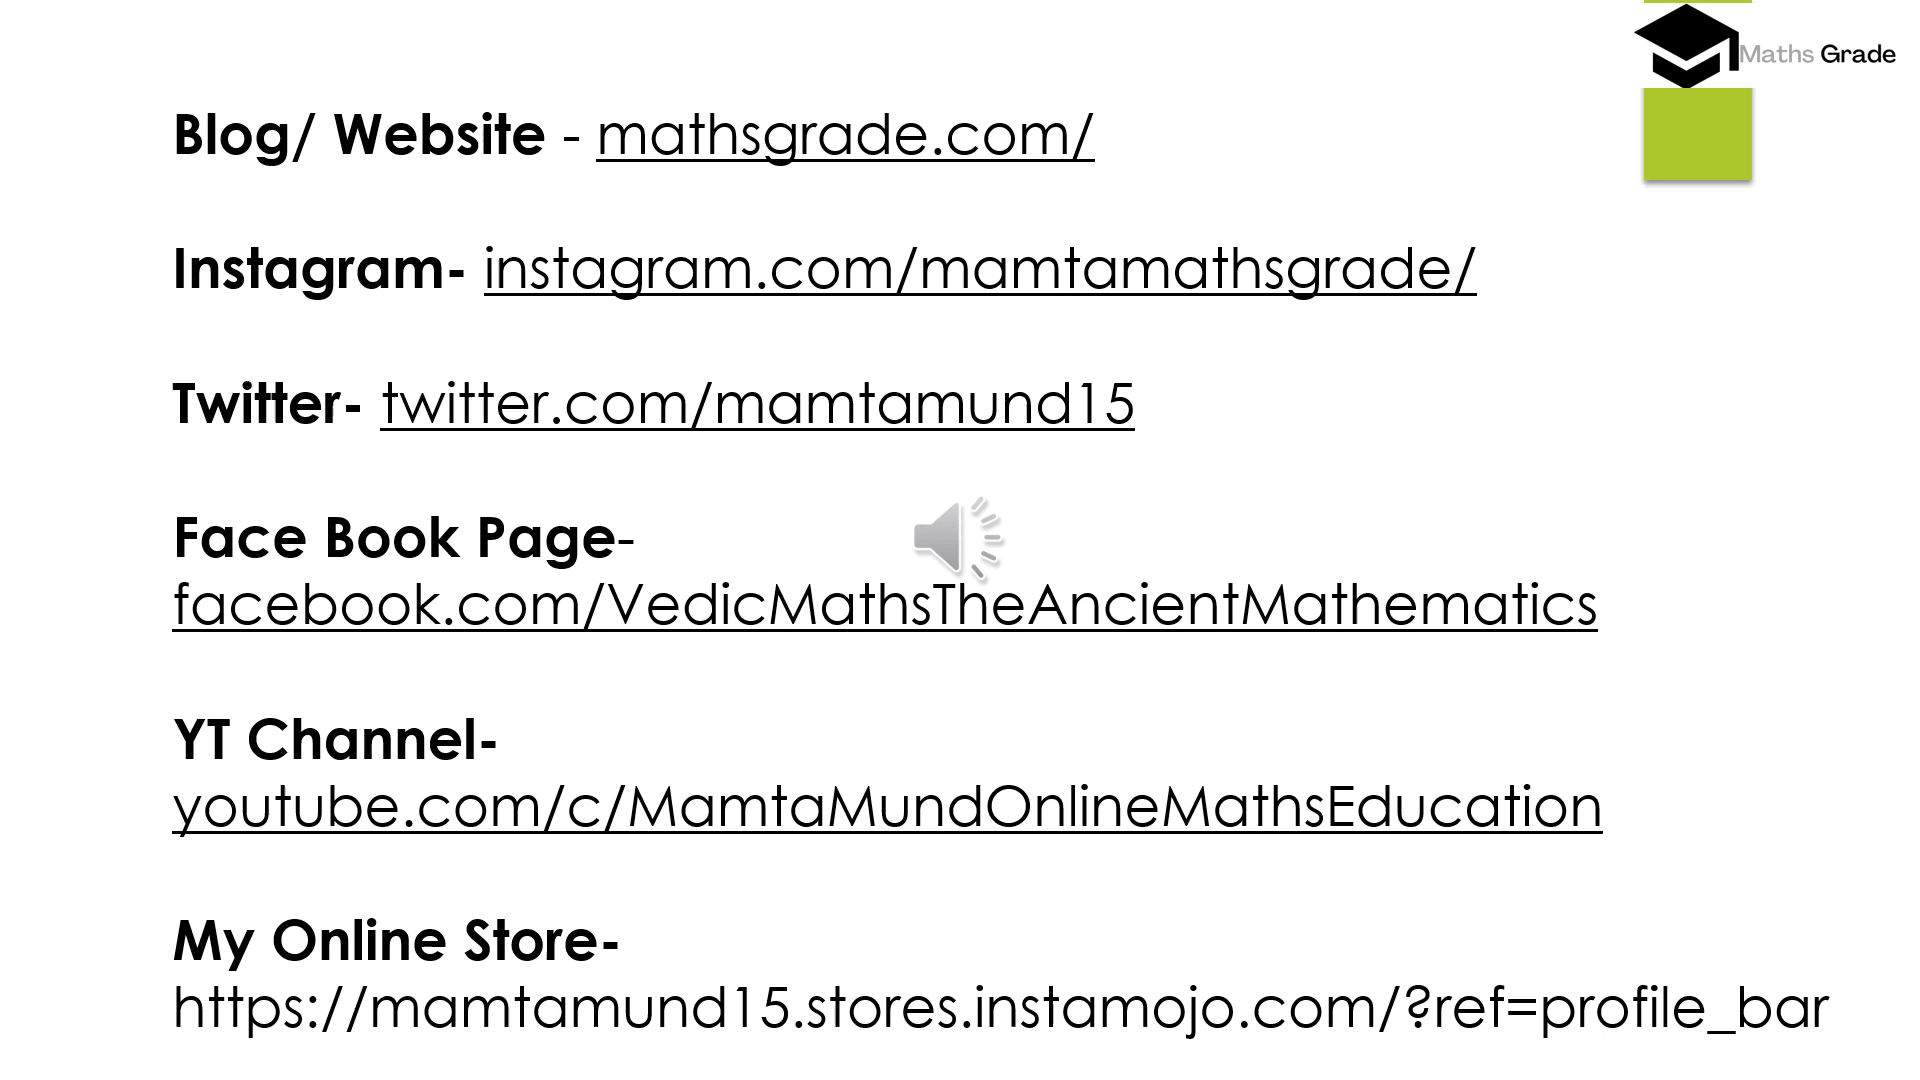 Maths Grade
Blog/ Website - mathsgrade.com/
Instagram- instagram.com/mamtamathsgrade/
Twitter- twitter.com/mamtamund15
Face Book Page-
facebook.com/VedicMathsTheAncientMathematics
YT Channel-
youtube.com/c/MamtaMundOnlineMathsEducation
My Online Store-
https://mamtamund15.stores.instamojo.com/?ref=profile_bar